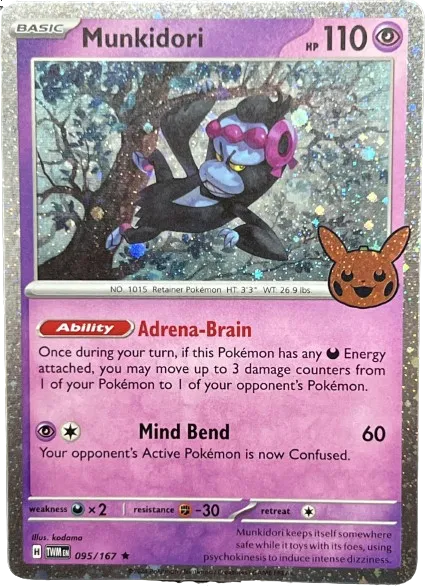 BASIC
Munkidori
HP 110
NO. 1015 Retainer Pokémon HT: 3'3" WT: 26.9 lbs
Ability Adrena-Brain
Once during your turn, if this Pokémon has any Energy
attached, you may move up to 3 damage counters from
1 of your Pokémon to 1 of your opponent's Pokémon.
Mind Bend 60
Your opponent's Active Pokémon is now Confused.
weakness ×2 resistance -30 retreat
Illus. kodama
H TWM EN 095/167 ★
Munkidori keeps itself somewhere
safe while it toys with its foes, using
psychokinesis to induce intense dizziness.